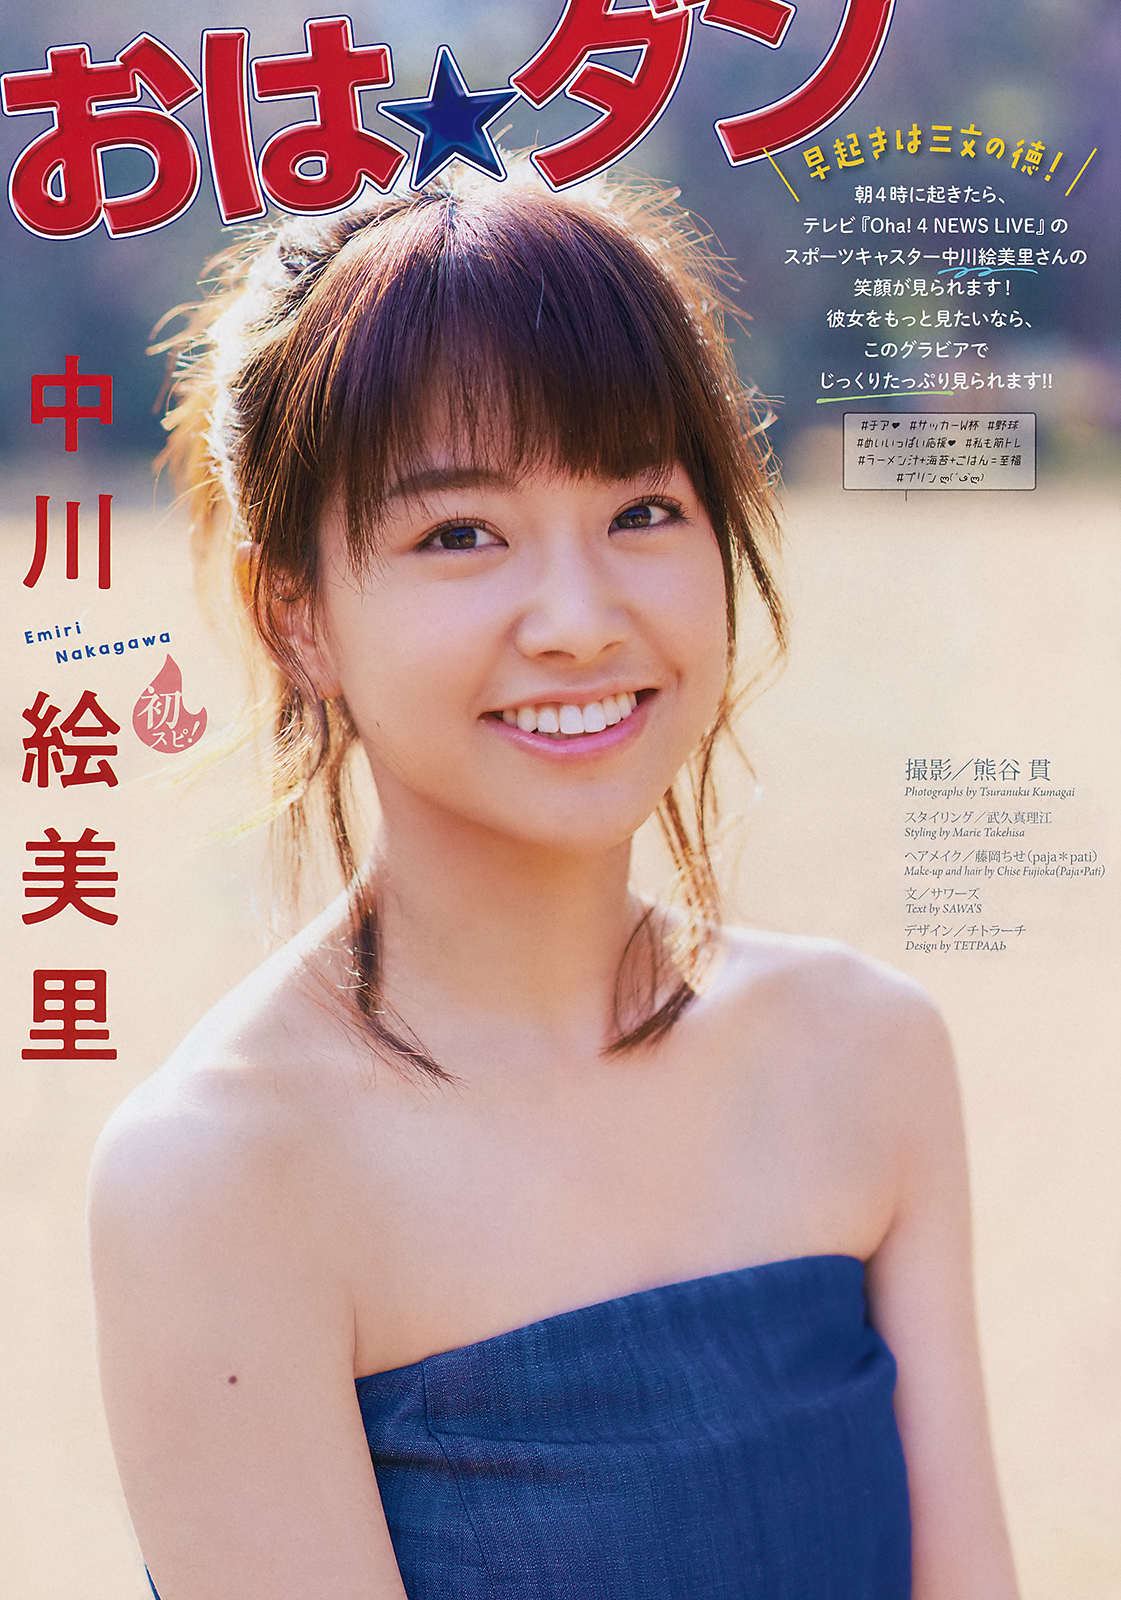 おは★ダン
早起きは三文の徳!
朝4時に起きたら、
テレビ『Oha! 4 NEWS LIVE』の
スポーツキャスター中川絵美里さんの
笑顔が見られます!
彼女をもっと見たいなら、
このグラビアで
じっくりたっぷり見られます!!
#チア♥ #サッカーW杯 #野球
#めいいっぱい応援♥ #私も筋トレ
#ラーメン汁+海苔+ごはん=至福
#プリン
中川絵美里
Emiri
Nakagawa
初
スピ!
撮影/熊谷 貫
Photographs by Tsuranuku Kumagai
スタイリング/武久真理江
Styling by Marie Takehisa
ヘアメイク/藤岡ちせ(paja*pati)
Make-up and hair by Chise Fujioka(Paja*Pati)
文/サワーズ
Text by SAWA'S
デザイン/チトラーチ
Design by ТЕТРАДЬ